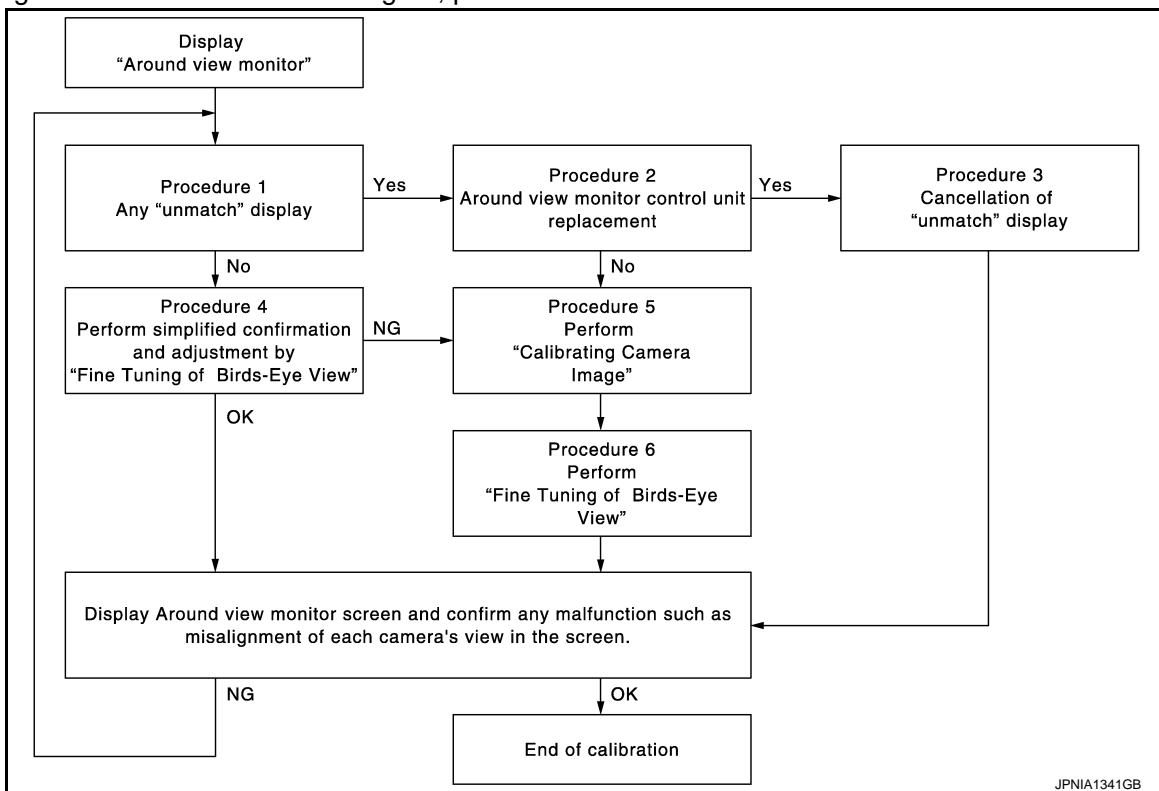 Display
“Around view monitor”
Procedure 1
Any “unmatch” display
Yes
Procedure 2
Around view monitor control unit
replacement
Yes
Procedure 3
Cancellation of
“unmatch” display
No
No
Procedure 4
Perform simplified confirmation
and adjustment by
“Fine Tuning of Birds-Eye View”
NG
Procedure 5
Perform
“Calibrating Camera
Image”
OK
Procedure 6
Perform
“Fine Tuning of Birds-Eye
View”
Display Around view monitor screen and confirm any malfunction such as
misalignment of each camera's view in the screen.
NG
OK
End of calibration
JPNIA1341GB